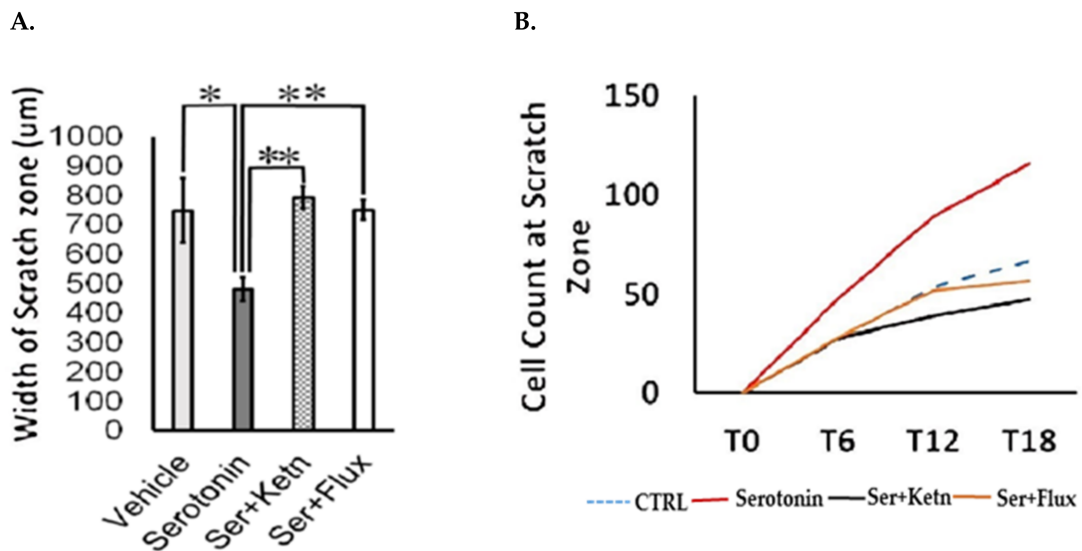 A.
B.
Width of Scratch zone (um)
* **
**
1000
900
800
700
600
500
400
300
200
100
0
Vehicle
Serotonin
Ser+Ketn
Ser+Flux
Cell Count at Scratch
Zone
150
100
50
0
T0 T6 T12 T18
CTRL Serotonin Ser+Ketn Ser+Flux